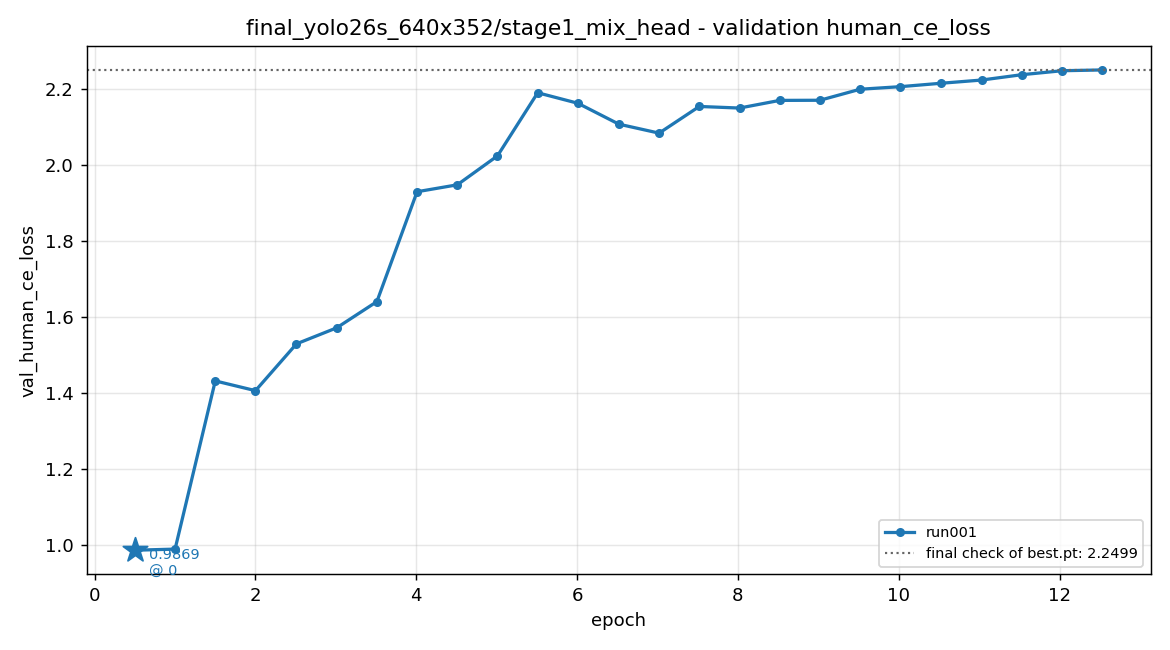 final_yolo26s_640x352/stage1_mix_head - validation human_ce_loss
val_human_ce_loss
2.2
2.0
1.8
1.6
1.4
1.2
1.0
0.9869
@ 0
run001
final check of best.pt: 2.2499
0 2 4 6 8 10 12
epoch